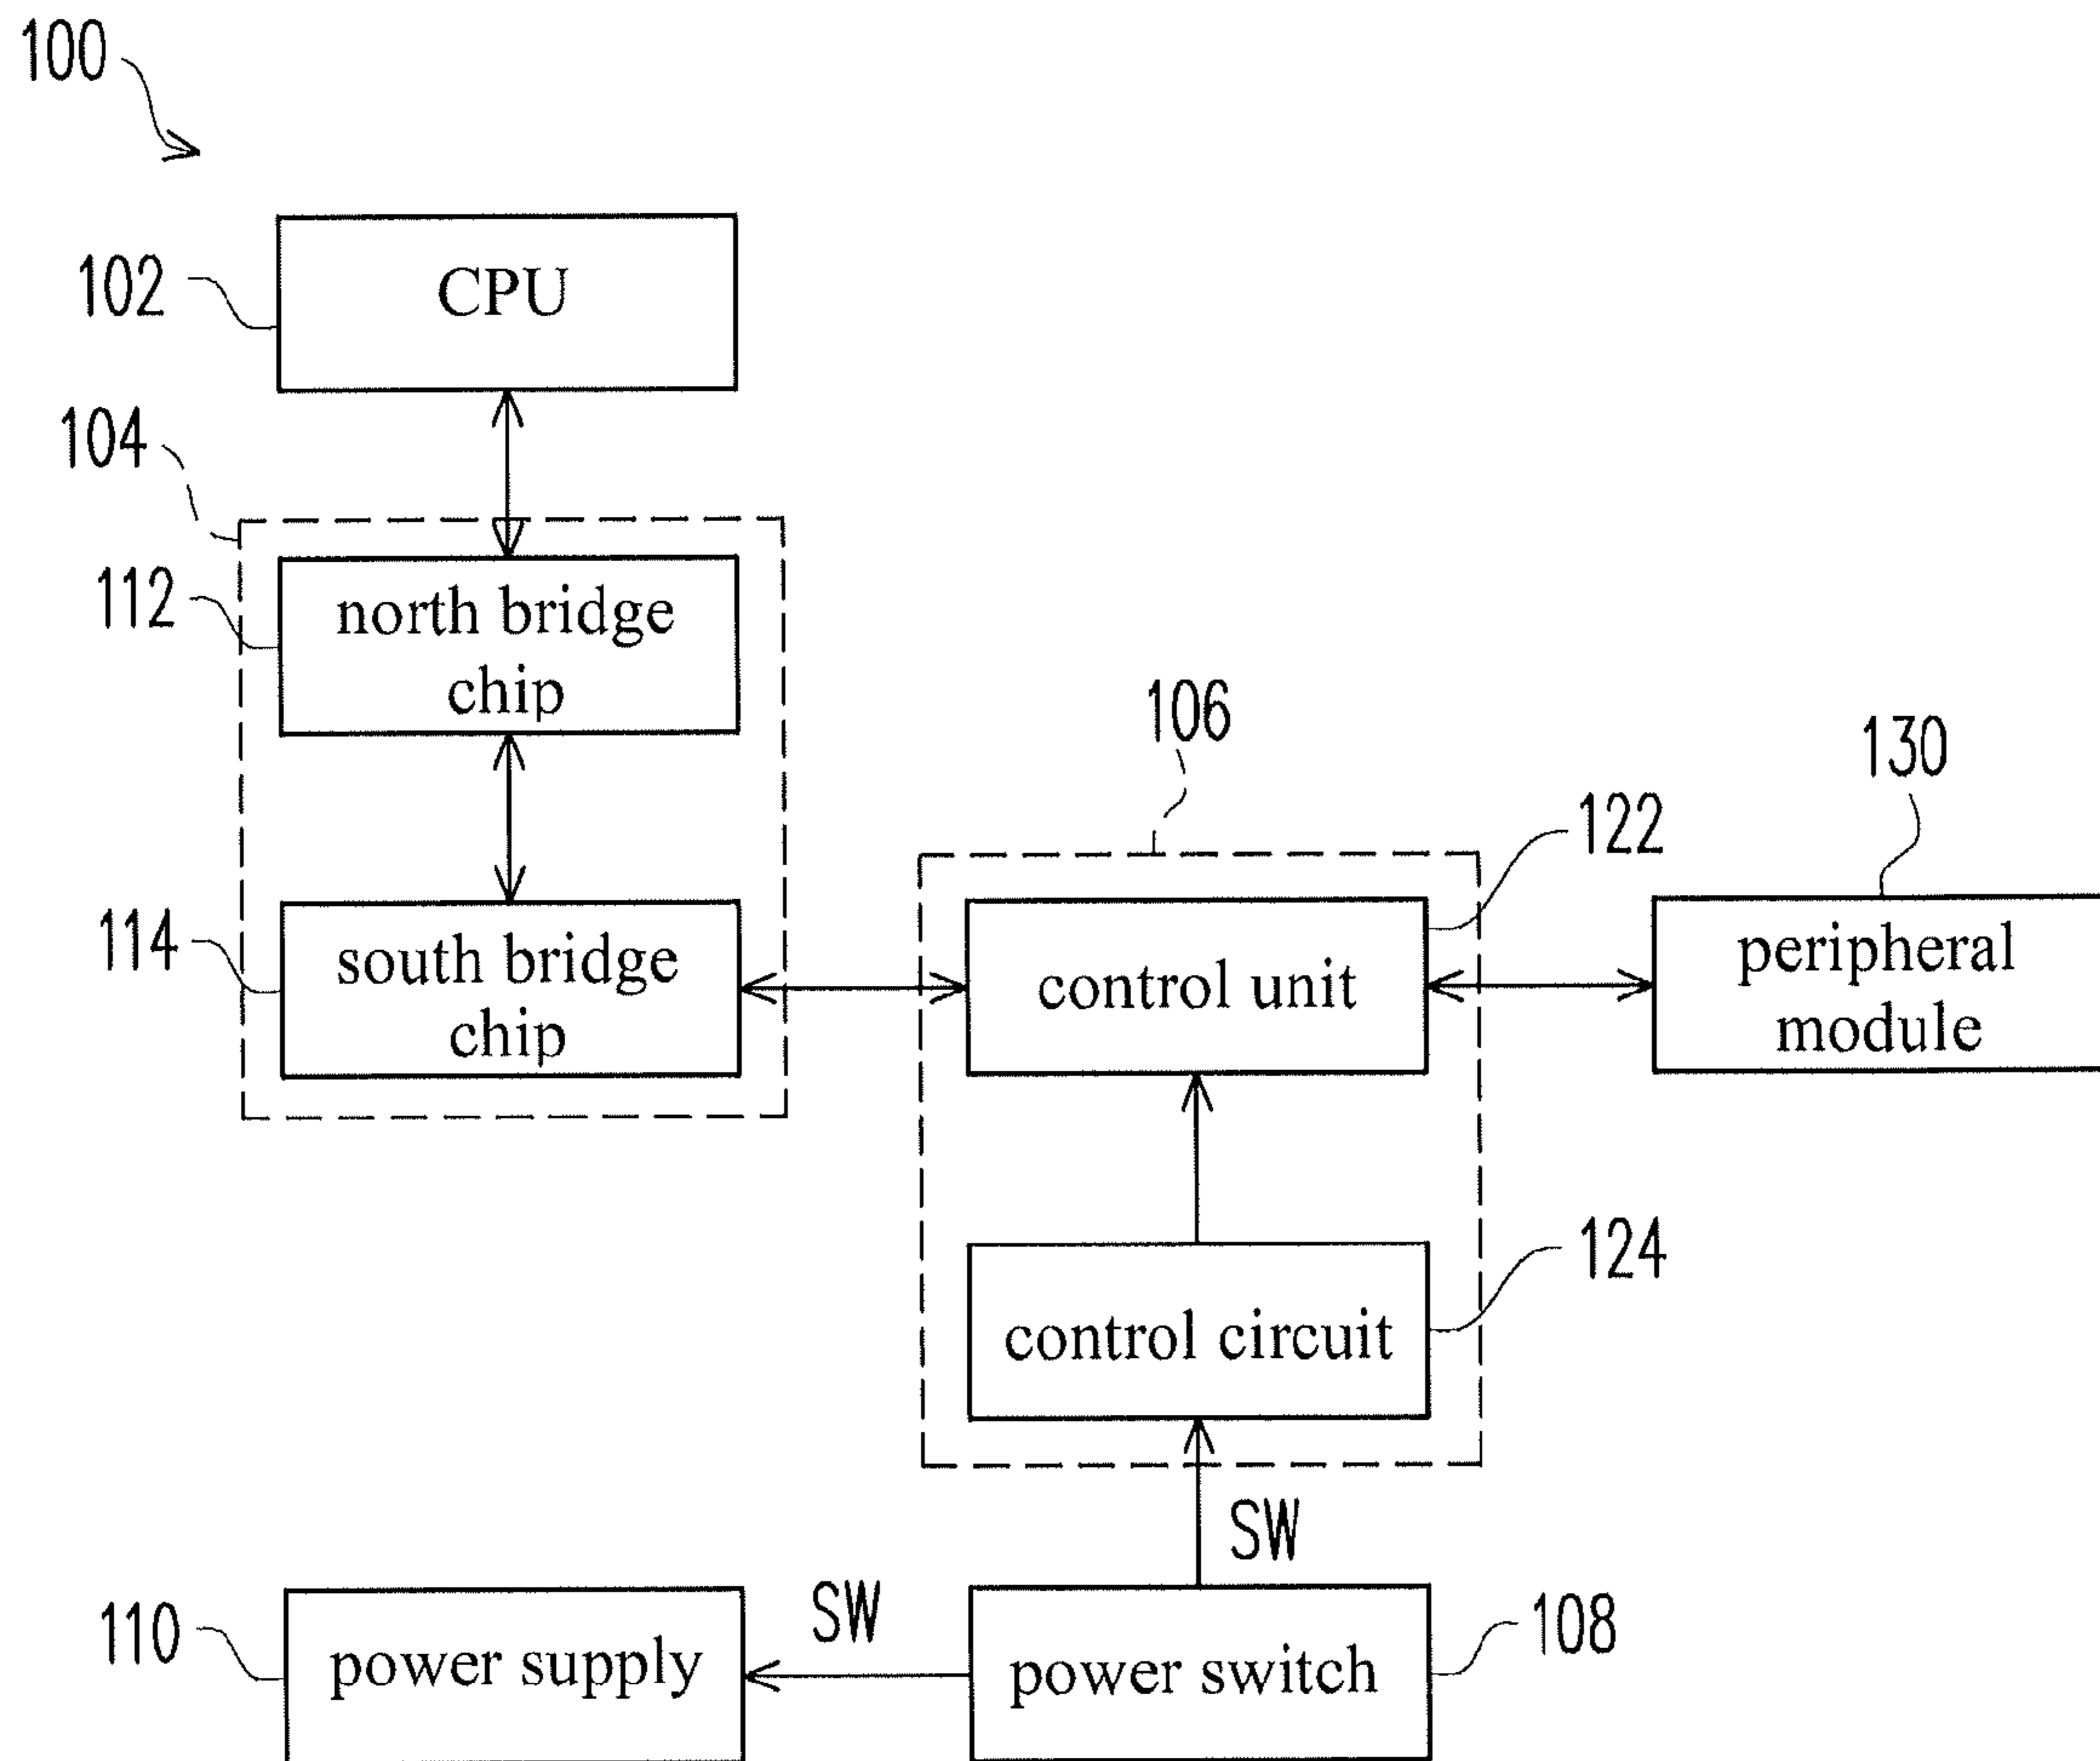 100
102
CPU
104
112
north bridge
chip
106
130
122
114
south bridge
chip
control unit
peripheral
module
124
control circuit
SW
SW
110
power supply
power switch
108